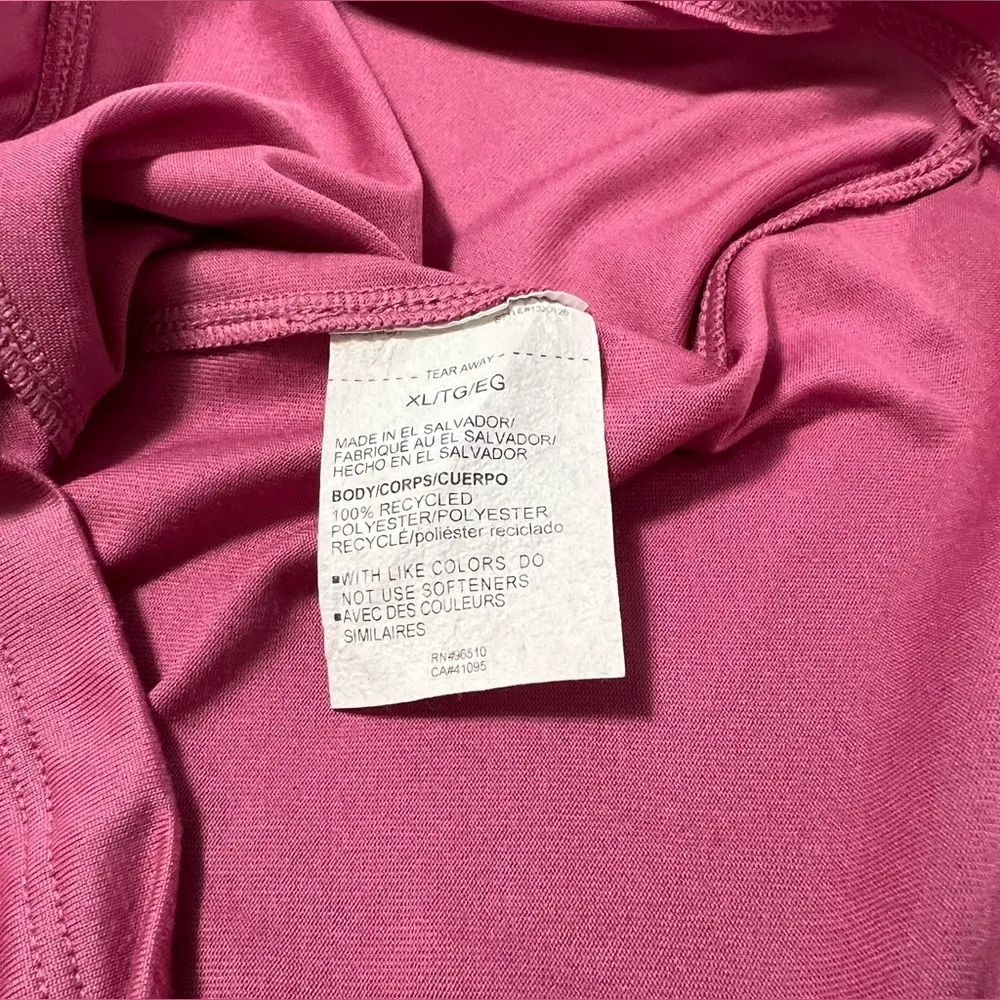 TEAR AWAY
XL/TG/EG
MADE IN EL SALVADOR/
FABRIQUE AU EL SALVADOR/
HECHO EN EL SALVADOR
BODY/CORPS/CUERPO
100% RECYCLED
POLYESTER/POLYESTER
RECYCLÉ/poliéster reciclado
▪WITH LIKE COLORS DO
NOT USE SOFTENERS
▪AVEC DES COULEURS
SIMILAIRES
RN#96510
CA#41095